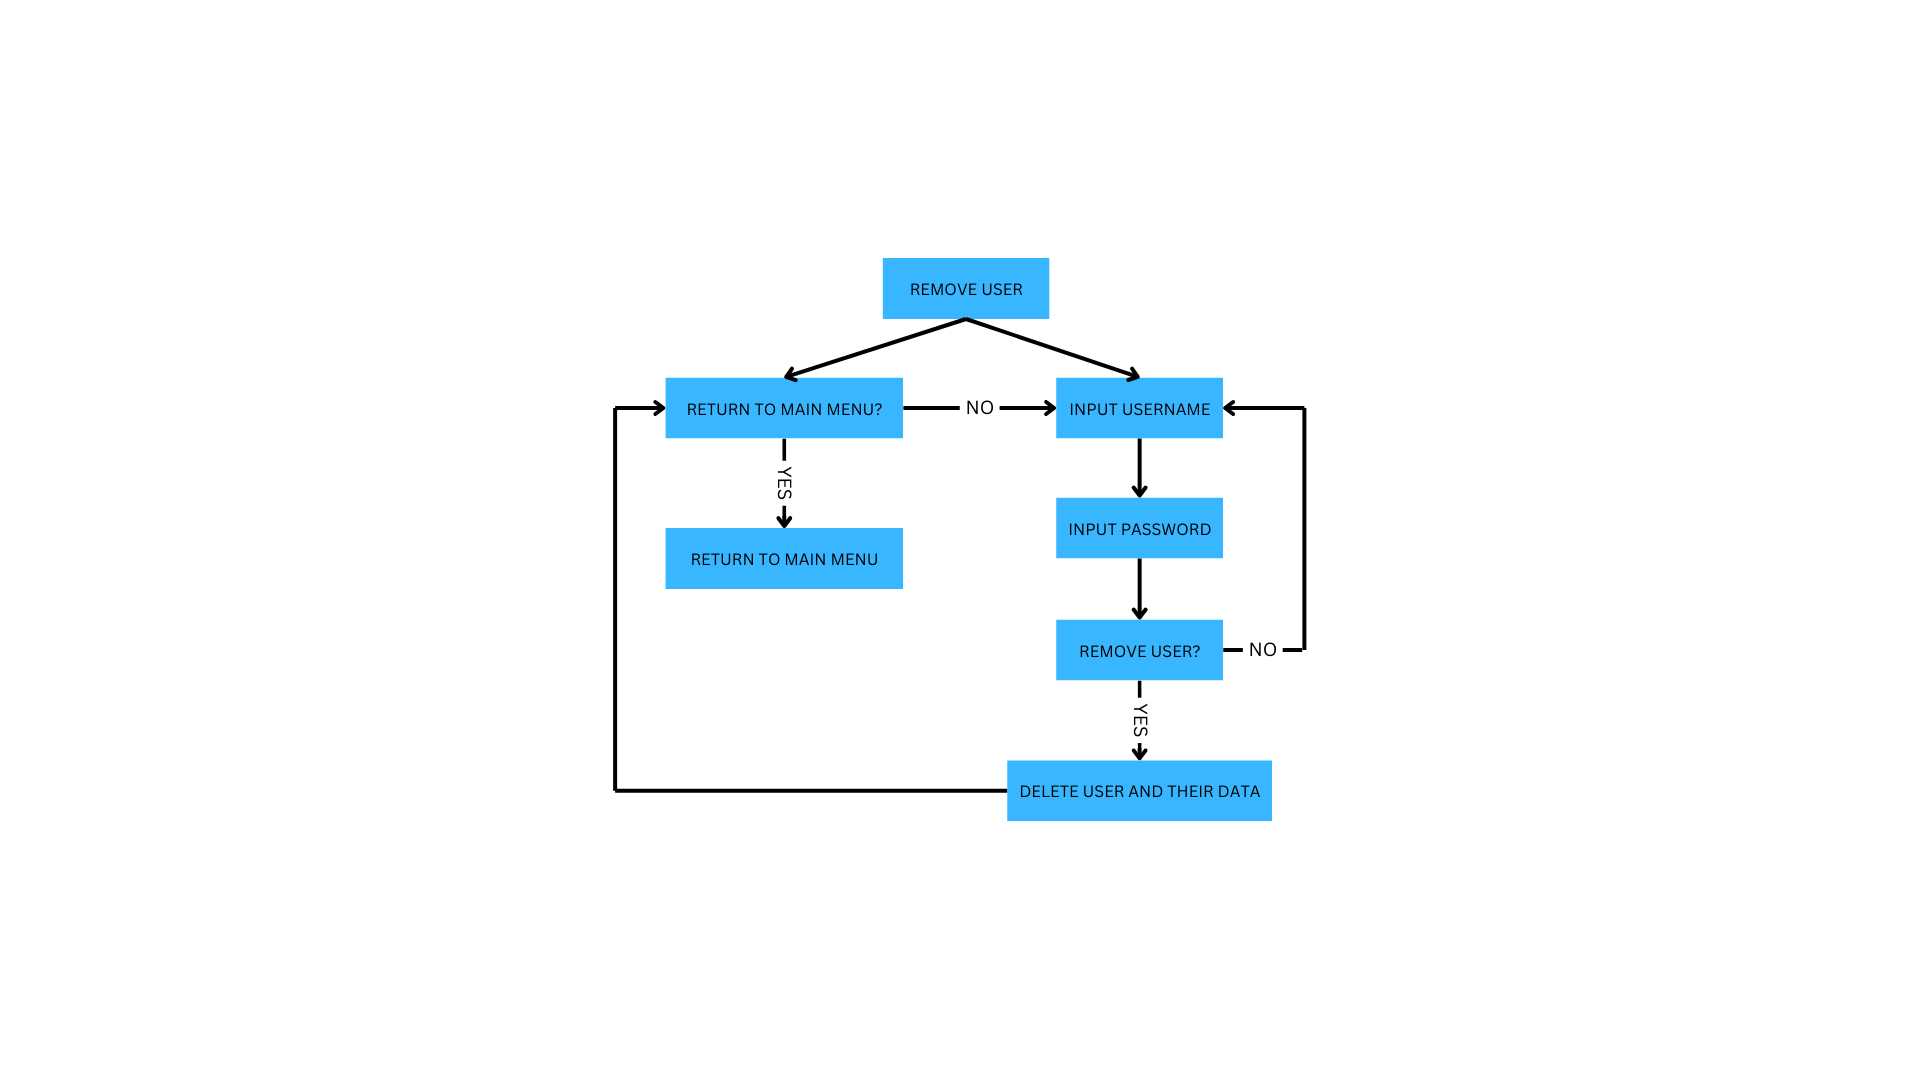 REMOVE USER
RETURN TO MAIN MENU?
NO
INPUT USERNAME
YES
INPUT PASSWORD
RETURN TO MAIN MENU
REMOVE USER?
NO
YES
DELETE USER AND THEIR DATA